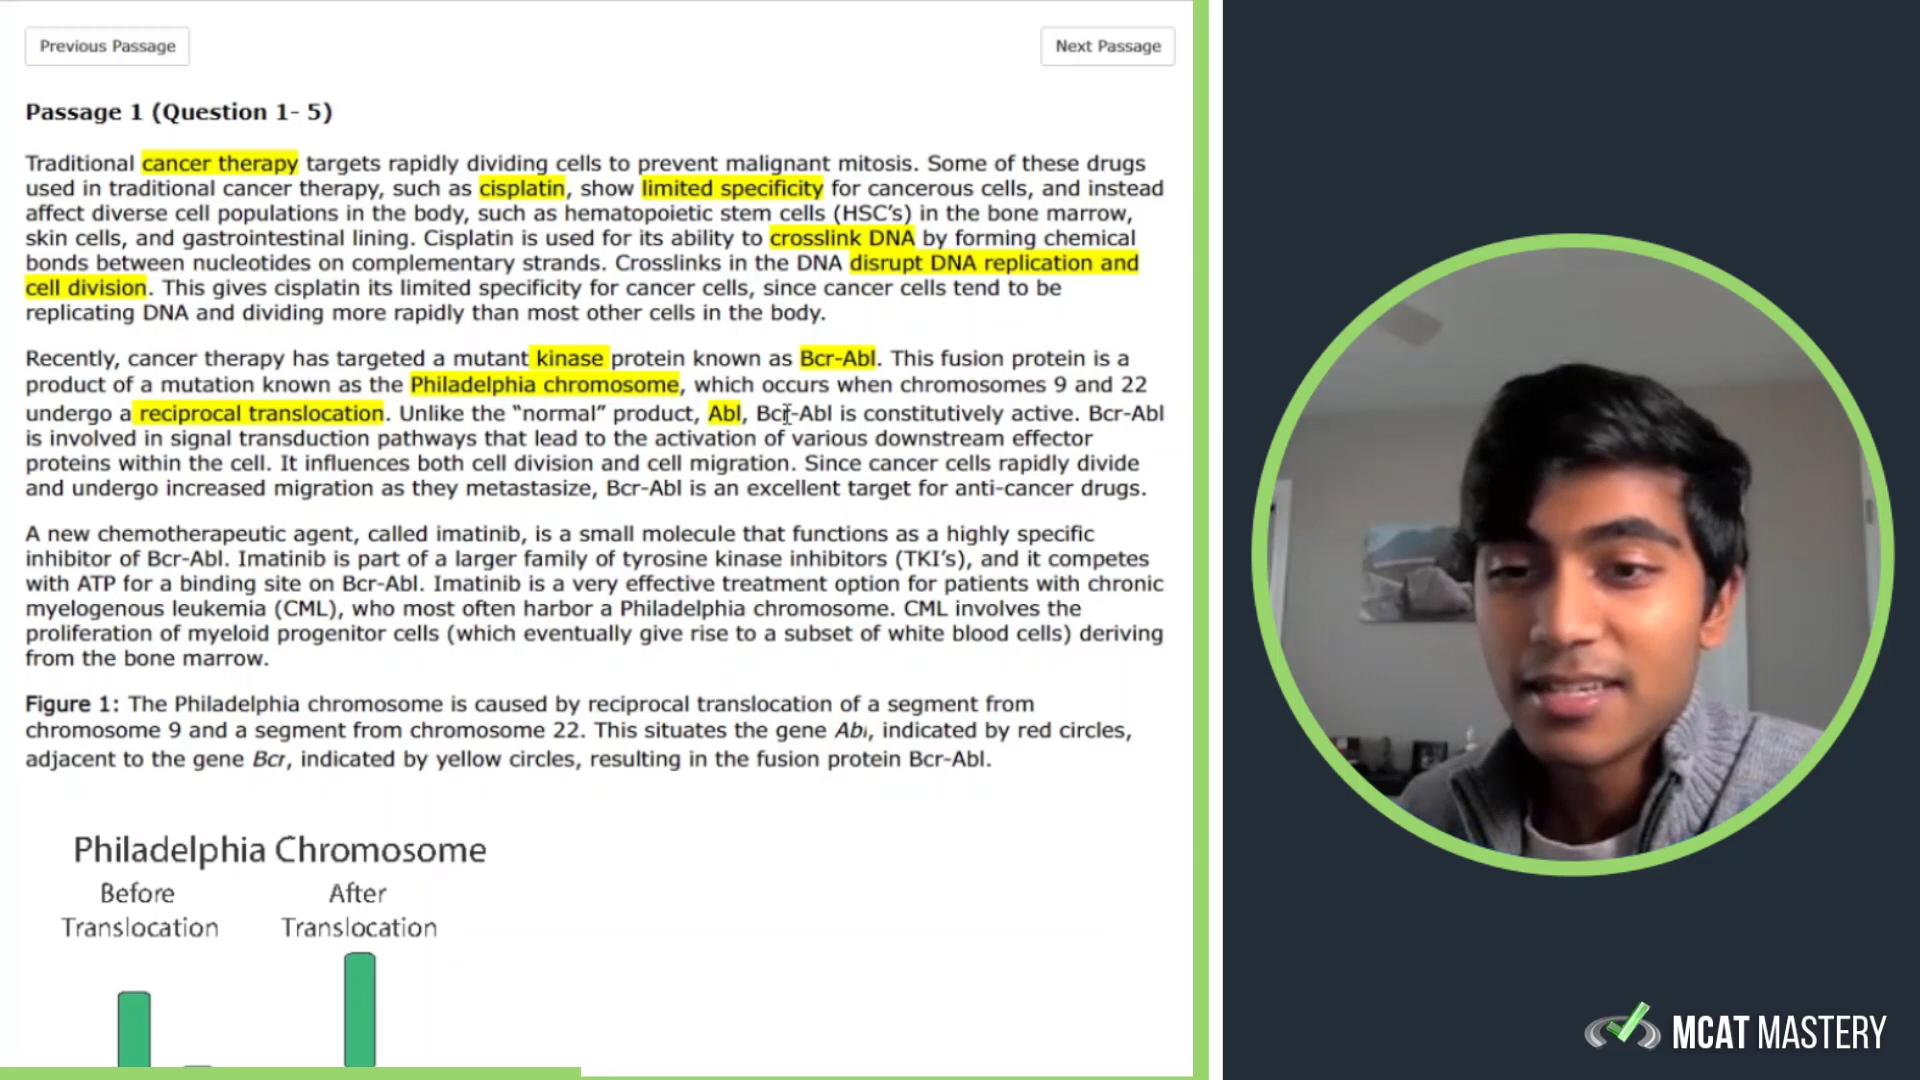 Previous Passage
Next Passage
Passage 1 (Question 1- 5)
Traditional cancer therapy targets rapidly dividing cells to prevent malignant mitosis. Some of these drugs
used in traditional cancer therapy, such as cisplatin, show limited specificity for cancerous cells, and instead
affect diverse cell populations in the body, such as hematopoietic stem cells (HSC’s) in the bone marrow,
skin cells, and gastrointestinal lining. Cisplatin is used for its ability to crosslink DNA by forming chemical
bonds between nucleotides on complementary strands. Crosslinks in the DNA disrupt DNA replication and
cell division. This gives cisplatin its limited specificity for cancer cells, since cancer cells tend to be
replicating DNA and dividing more rapidly than most other cells in the body.
Recently, cancer therapy has targeted a mutant kinase protein known as Bcr-Abl. This fusion protein is a
product of a mutation known as the Philadelphia chromosome, which occurs when chromosomes 9 and 22
undergo a reciprocal translocation. Unlike the “normal” product, Abl, Bcr-Abl is constitutively active. Bcr-Abl
is involved in signal transduction pathways that lead to the activation of various downstream effector
proteins within the cell. It influences both cell division and cell migration. Since cancer cells rapidly divide
and undergo increased migration as they metastasize, Bcr-Abl is an excellent target for anti-cancer drugs.
A new chemotherapeutic agent, called imatinib, is a small molecule that functions as a highly specific
inhibitor of Bcr-Abl. Imatinib is part of a larger family of tyrosine kinase inhibitors (TKI’s), and it competes
with ATP for a binding site on Bcr-Abl. Imatinib is a very effective treatment option for patients with chronic
myelogenous leukemia (CML), who most often harbor a Philadelphia chromosome. CML involves the
proliferation of myeloid progenitor cells (which eventually give rise to a subset of white blood cells) deriving
from the bone marrow.
Figure 1: The Philadelphia chromosome is caused by reciprocal translocation of a segment from
chromosome 9 and a segment from chromosome 22. This situates the gene Abl, indicated by red circles,
adjacent to the gene Bcr, indicated by yellow circles, resulting in the fusion protein Bcr-Abl.
Philadelphia Chromosome
Before
Translocation
After
Translocation
MCAT MASTERY